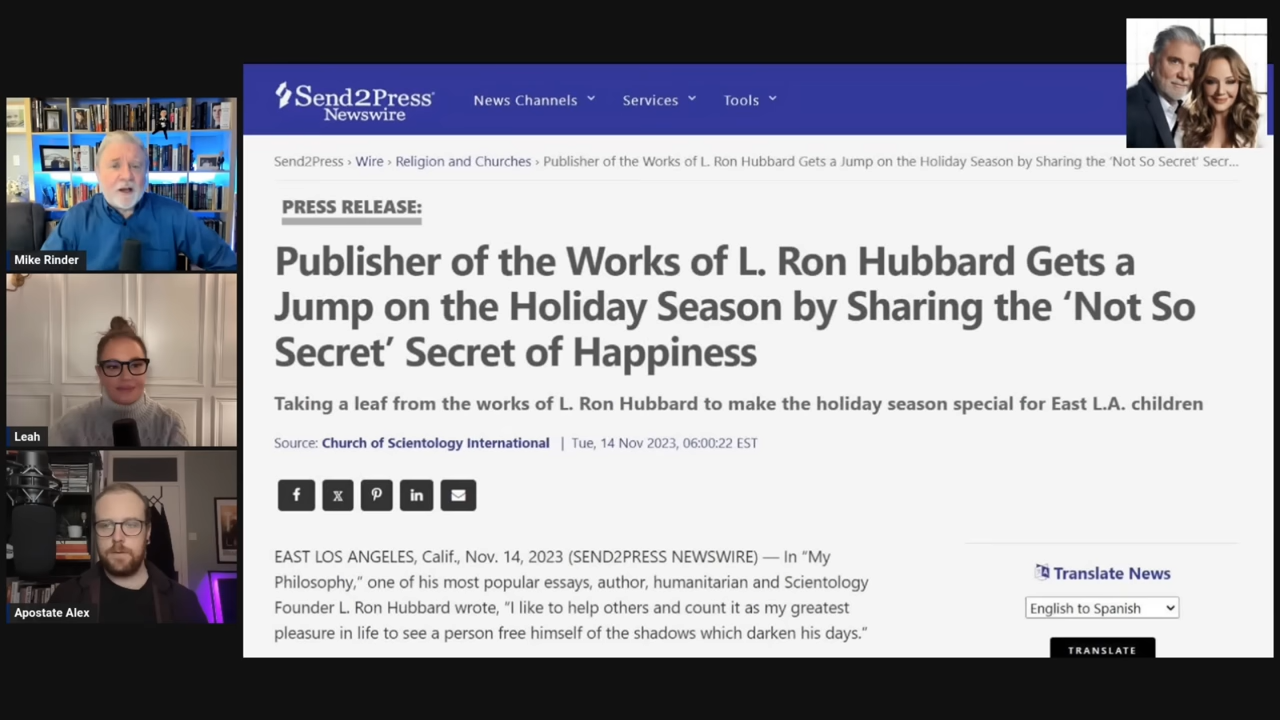 Send2Press®
Newswire
News Channels
Services
Tools
Send2Press › Wire › Religion and Churches › Publisher of the Works of L. Ron Hubbard Gets a Jump on the Holiday Season by Sharing the ‘Not So Secret’ Secr...
PRESS RELEASE:
Publisher of the Works of L. Ron Hubbard Gets a
Jump on the Holiday Season by Sharing the ‘Not So
Secret’ Secret of Happiness
Taking a leaf from the works of L. Ron Hubbard to make the holiday season special for East L.A. children
Source: Church of Scientology International | Tue, 14 Nov 2023, 06:00:22 EST
EAST LOS ANGELES, Calif., Nov. 14, 2023 (SEND2PRESS NEWSWIRE) — In “My
Philosophy,” one of his most popular essays, author, humanitarian and Scientology
Founder L. Ron Hubbard wrote, “I like to help others and count it as my greatest
pleasure in life to see a person free himself of the shadows which darken his days.”
Translate News
English to Spanish
TRANSLATE
Mike Rinder
Leah
Apostate Alex